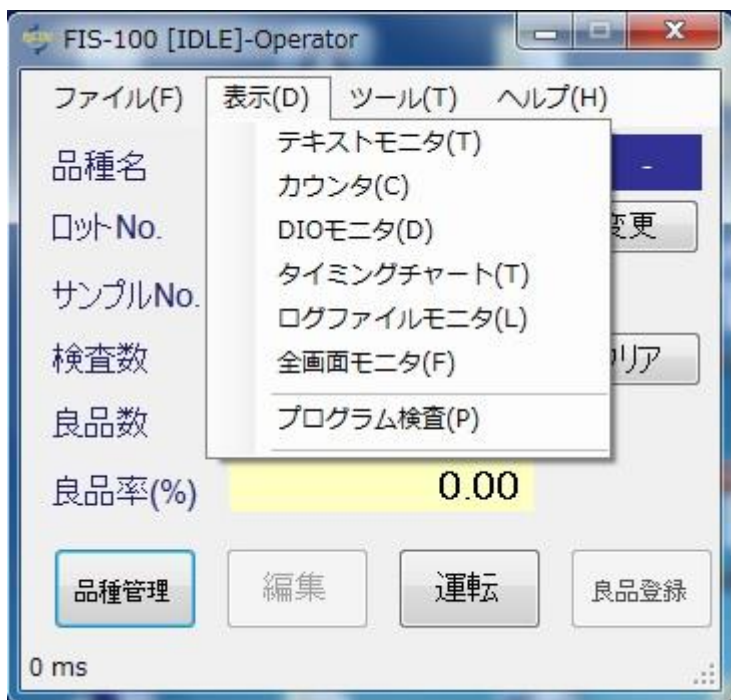 FIS-100 [IDLE]-Operator
ファイル(F) 表示(D) ツール(T) ヘルプ(H)
テキストモニタ(T)
カウンタ(C)
DIOモニタ(D)
タイミングチャート(T)
ログファイルモニタ(L)
全画面モニタ(F)
プログラム検査(P)
品種名 -
ロットNo. 変更
サンプルNo.
検査数 クリア
良品数
良品率(%) 0.00
品種管理 編集 運転 良品登録
0 ms